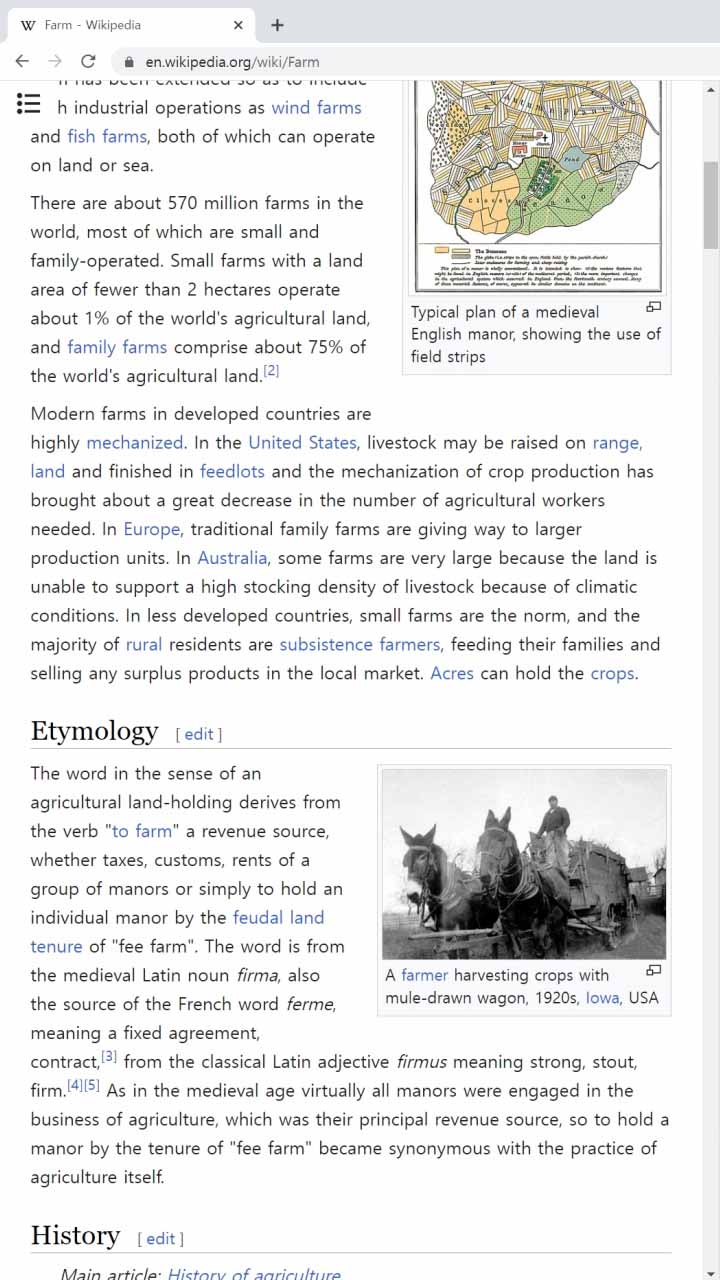 Farm - Wikipedia
en.wikipedia.org/wiki/Farm
h industrial operations as wind farms
and fish farms, both of which can operate
on land or sea.
There are about 570 million farms in the
world, most of which are small and
family-operated. Small farms with a land
area of fewer than 2 hectares operate
about 1% of the world's agricultural land,
and family farms comprise about 75% of
the world's agricultural land.[2]
Pond
The Demesne
Typical plan of a medieval
English manor, showing the use of
field strips
Modern farms in developed countries are
highly mechanized. In the United States, livestock may be raised on range,
land and finished in feedlots and the mechanization of crop production has
brought about a great decrease in the number of agricultural workers
needed. In Europe, traditional family farms are giving way to larger
production units. In Australia, some farms are very large because the land is
unable to support a high stocking density of livestock because of climatic
conditions. In less developed countries, small farms are the norm, and the
majority of rural residents are subsistence farmers, feeding their families and
selling any surplus products in the local market. Acres can hold the crops.
Etymology [ edit ]
The word in the sense of an
agricultural land-holding derives from
the verb "to farm" a revenue source,
whether taxes, customs, rents of a
group of manors or simply to hold an
individual manor by the feudal land
tenure of "fee farm". The word is from
the medieval Latin noun firma, also
the source of the French word ferme,
meaning a fixed agreement,
contract,[3] from the classical Latin adjective firmus meaning strong, stout,
firm.[4][5] As in the medieval age virtually all manors were engaged in the
business of agriculture, which was their principal revenue source, so to hold a
manor by the tenure of "fee farm" became synonymous with the practice of
agriculture itself.
A farmer harvesting crops with
mule-drawn wagon, 1920s, Iowa, USA
History [ edit ]
Main article: History of agriculture